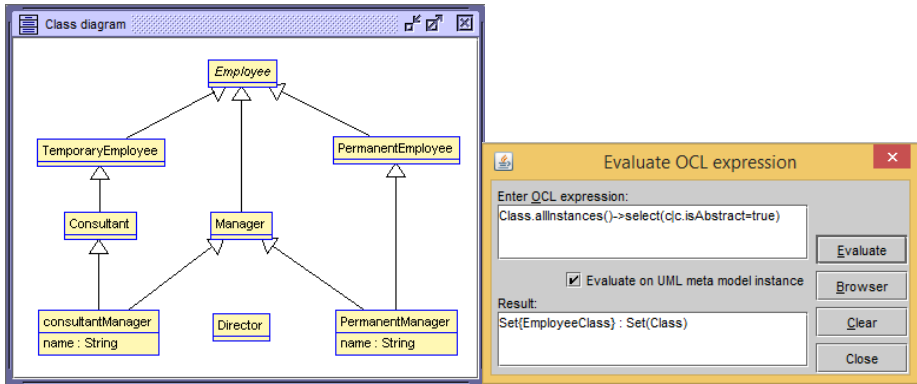 Class diagram
Employee
TemporaryEmployee
PermanentEmployee
Consultant
Manager
consultantManager
name : String
Director
PermanentManager
name : String
Evaluate OCL expression
Enter OCL expression:
Class.allInstances()->select(c|c.isAbstract=true)
Evaluate
Evaluate on UML meta model instance
Browser
Result:
Set{EmployeeClass} : Set(Class)
Clear
Close